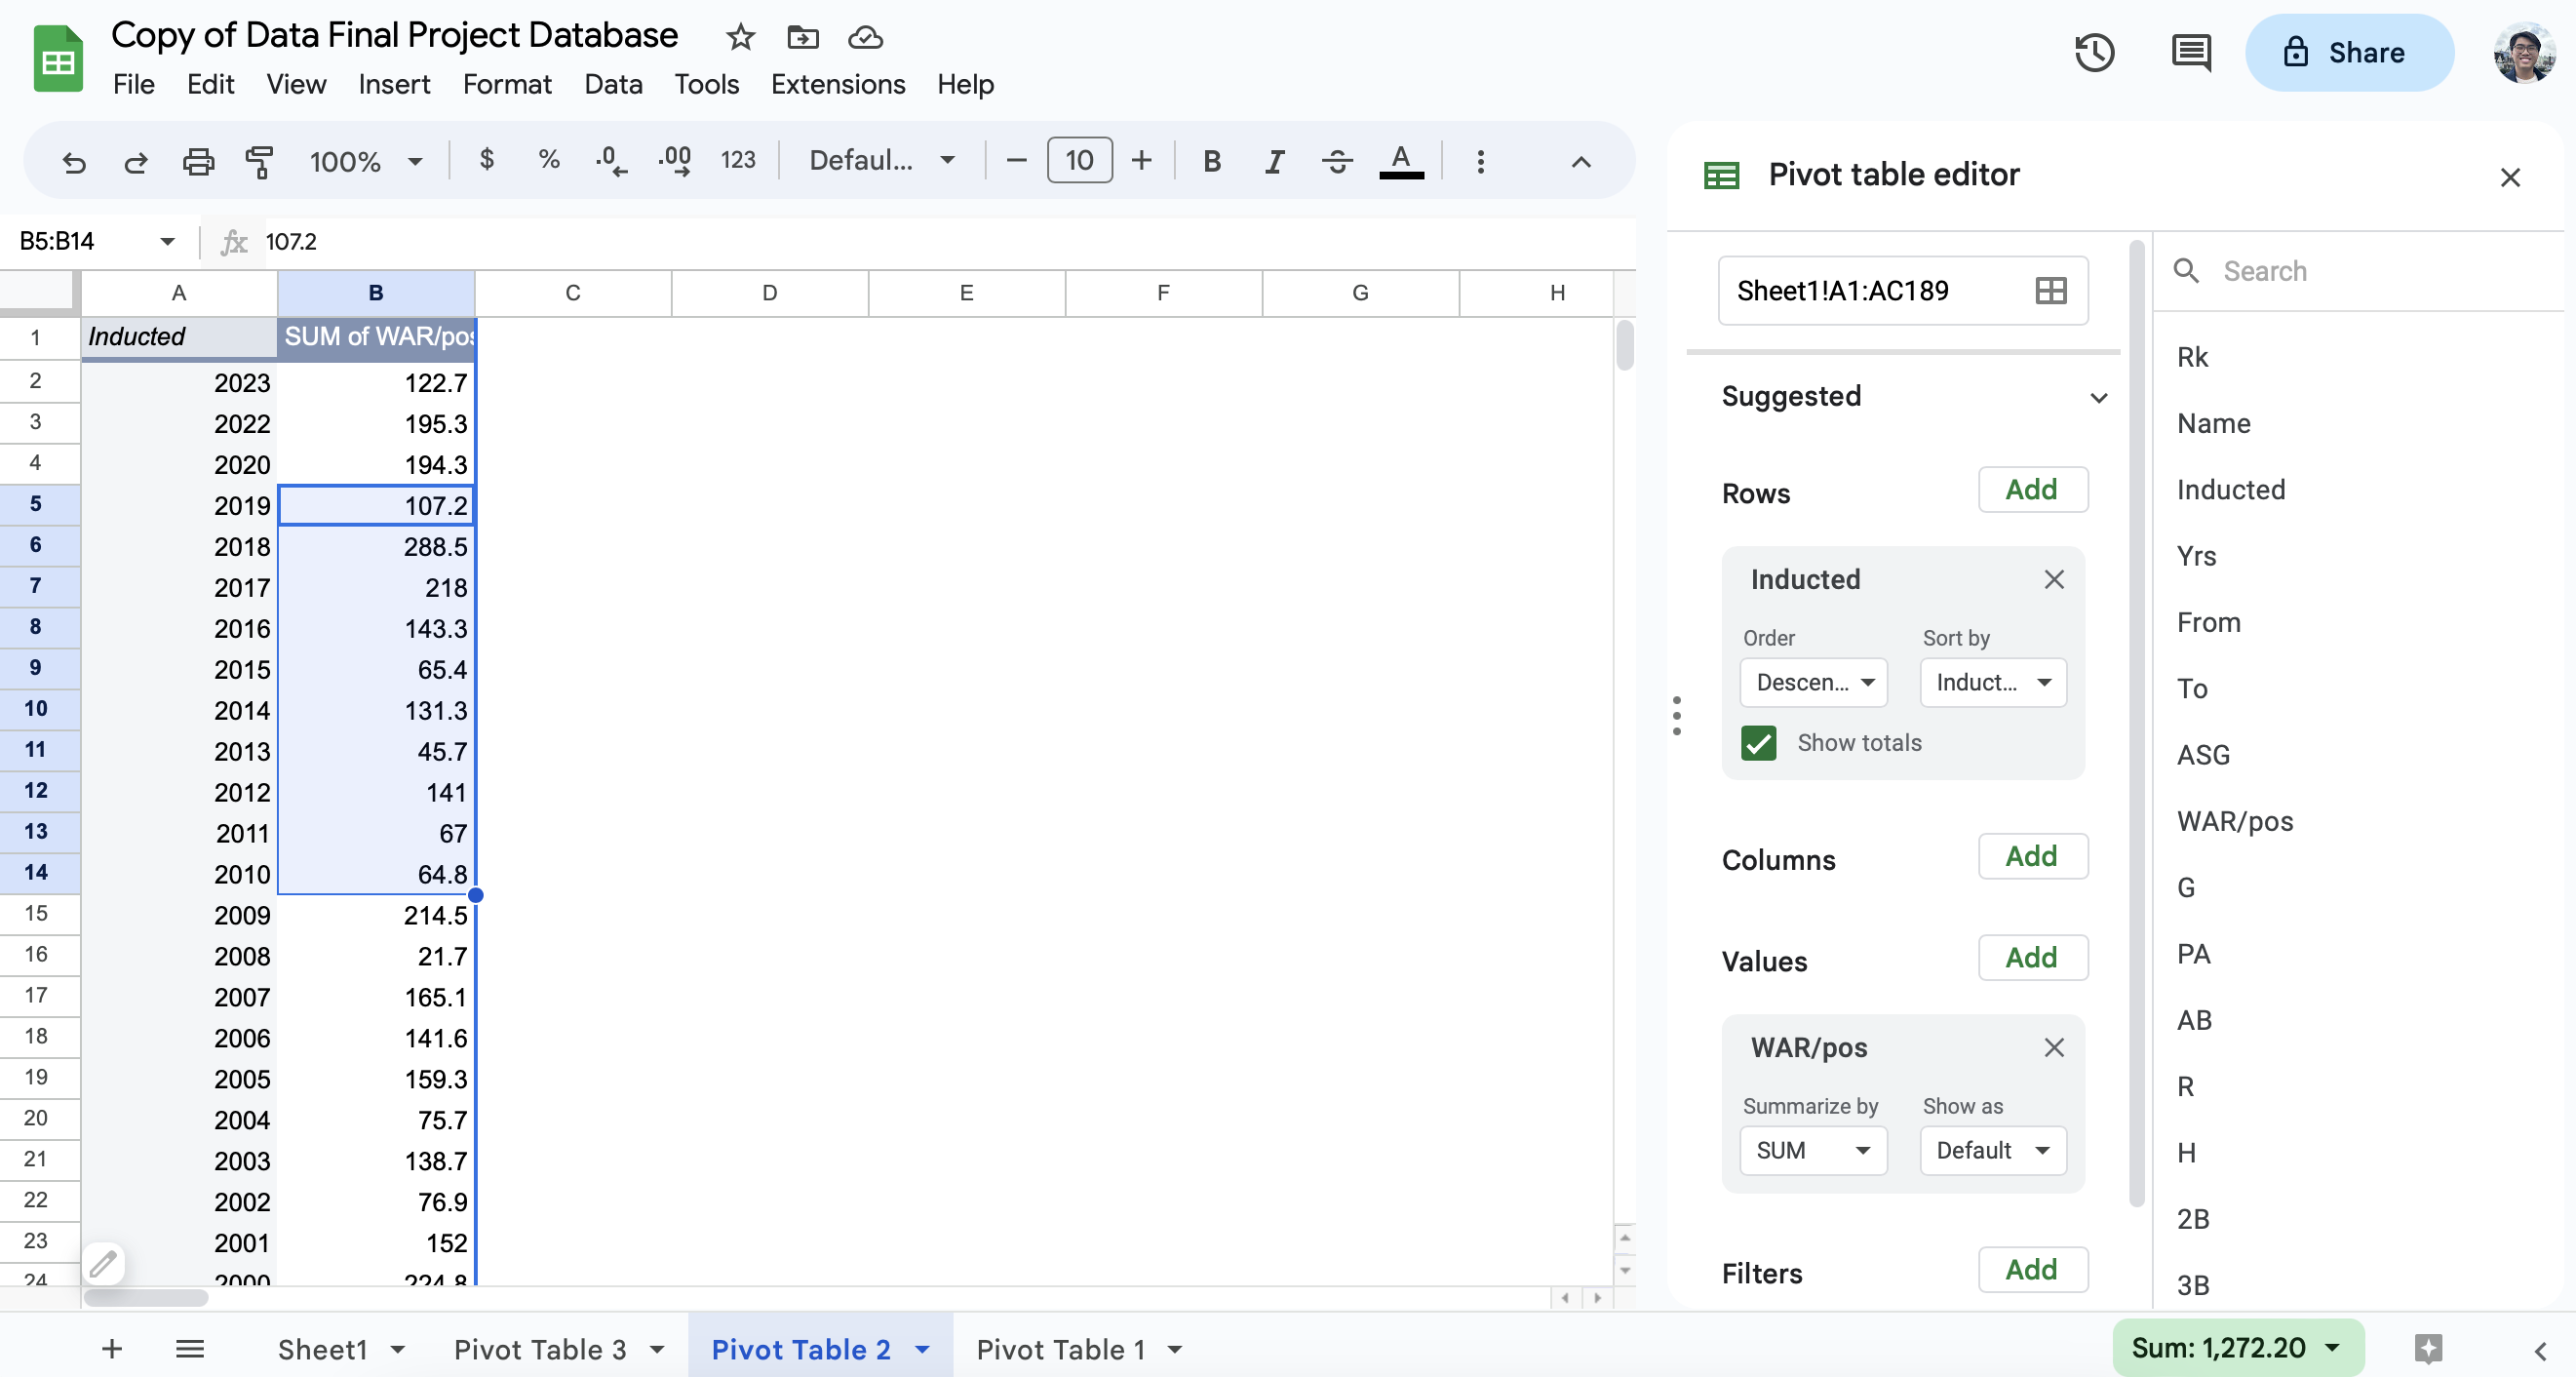 Copy of Data Final Project Database
File Edit View Insert Format Data Tools Extensions Help
Share
100% $ % .0 .00 123 Defaul... 10 B I S A
B5:B14 fx 107.2
A B C D E F G H
1 Inducted SUM of WAR/pos
2 2023 122.7
3 2022 195.3
4 2020 194.3
5 2019 107.2
6 2018 288.5
7 2017 218
8 2016 143.3
9 2015 65.4
10 2014 131.3
11 2013 45.7
12 2012 141
13 2011 67
14 2010 64.8
15 2009 214.5
16 2008 21.7
17 2007 165.1
18 2006 141.6
19 2005 159.3
20 2004 75.7
21 2003 138.7
22 2002 76.9
23 2001 152
24 2000 224.8
Pivot table editor
Sheet1!A1:AC189
Suggested
Rows Add
Inducted
Order Sort by
Descen... Induct...
Show totals
Columns Add
Values Add
WAR/pos
Summarize by Show as
SUM Default
Filters Add
Search
Rk
Name
Inducted
Yrs
From
To
ASG
WAR/pos
G
PA
AB
R
H
2B
3B
Sheet1 Pivot Table 3 Pivot Table 2 Pivot Table 1
Sum: 1,272.20